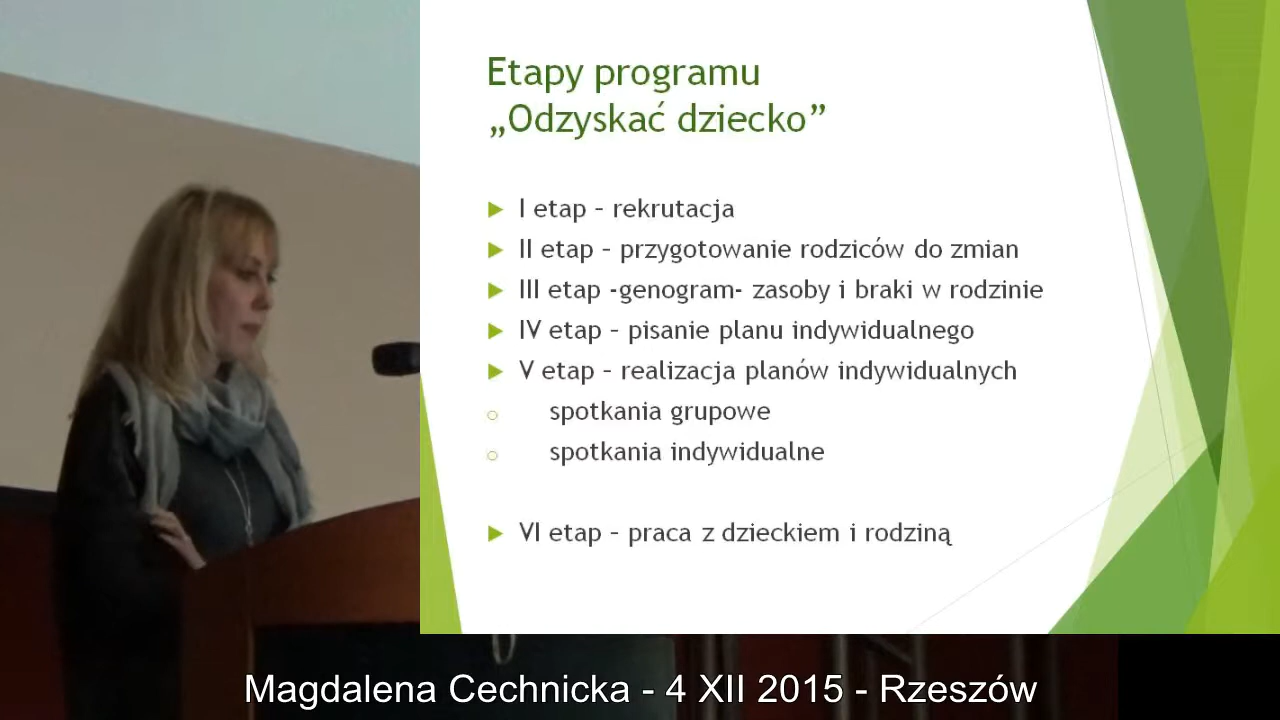 Etapy programu
„Odzyskać dziecko”
I etap – rekrutacja
II etap – przygotowanie rodziców do zmian
III etap -genogram- zasoby i braki w rodzinie
IV etap – pisanie planu indywidualnego
V etap – realizacja planów indywidualnych
spotkania grupowe
spotkania indywidualne
VI etap – praca z dzieckiem i rodziną
Magdalena Cechnicka - 4 XII 2015 - Rzeszów